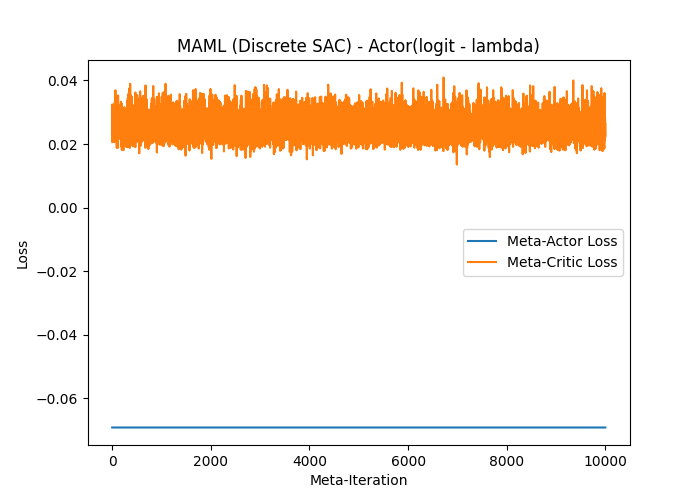 MAML (Discrete SAC) - Actor(logit - lambda)
0.04
0.02
0.00
−0.02
−0.04
−0.06
Loss
Meta-Actor Loss
Meta-Critic Loss
0 2000 4000 6000 8000 10000
Meta-Iteration